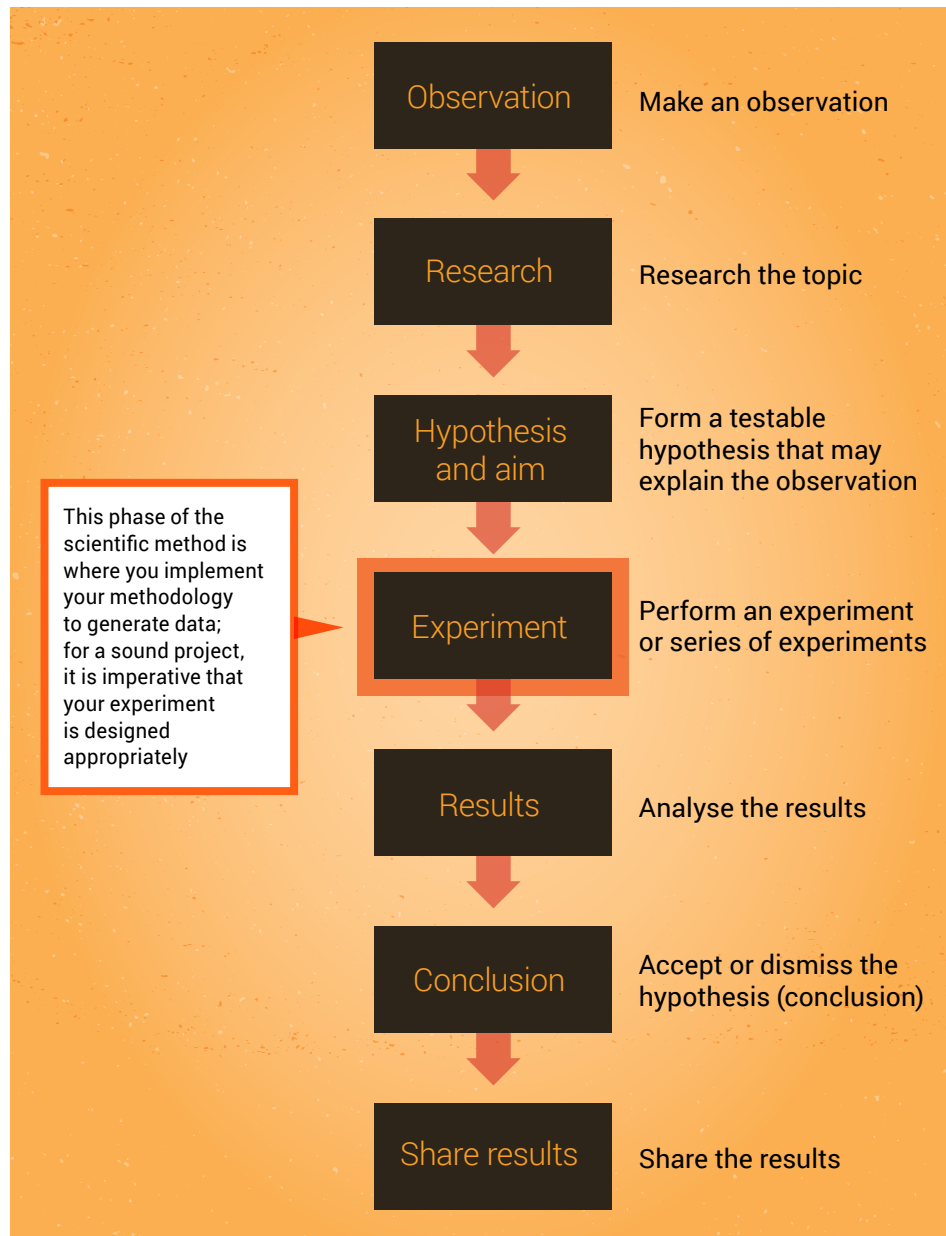 Observation
Make an observation
Research
Research the topic
Hypothesis
and aim
Form a testable
hypothesis that may
explain the observation
This phase of the
scientific method is
where you implement
your methodology
to generate data;
for a sound project,
it is imperative that
your experiment
is designed
appropriately
Experiment
Perform an experiment
or series of experiments
Results
Analyse the results
Conclusion
Accept or dismiss the
hypothesis (conclusion)
Share results
Share the results